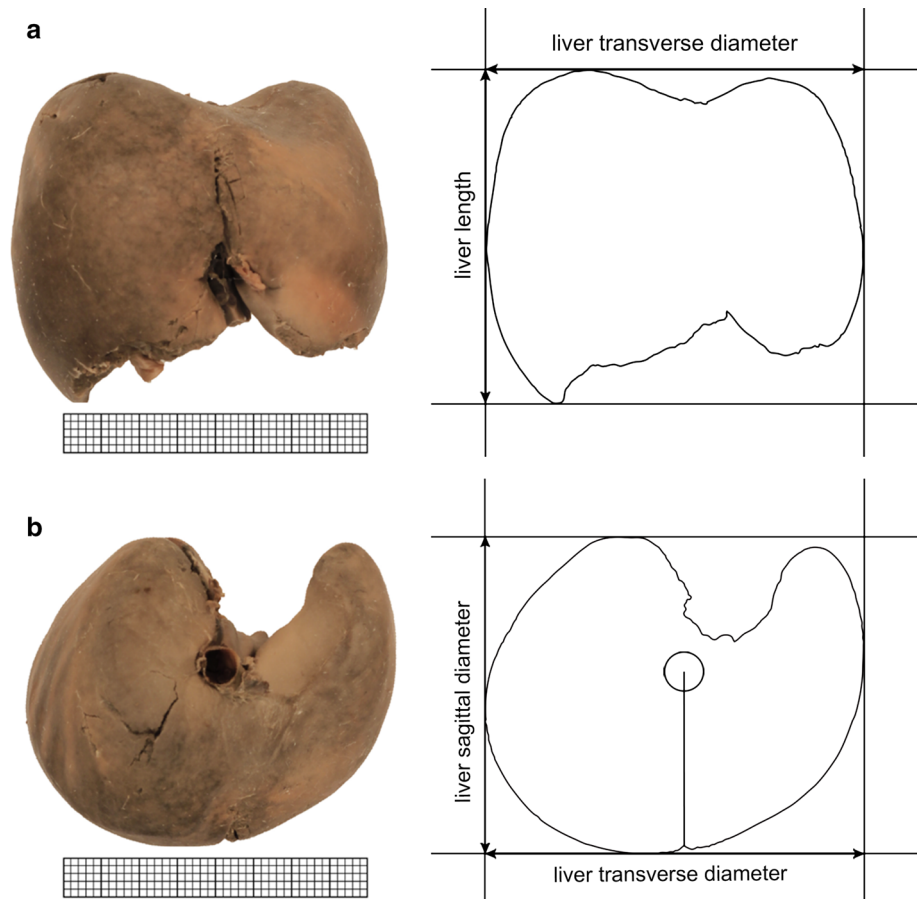 a
liver transverse diameter
liver length
b
liver sagittal diameter
liver transverse diameter